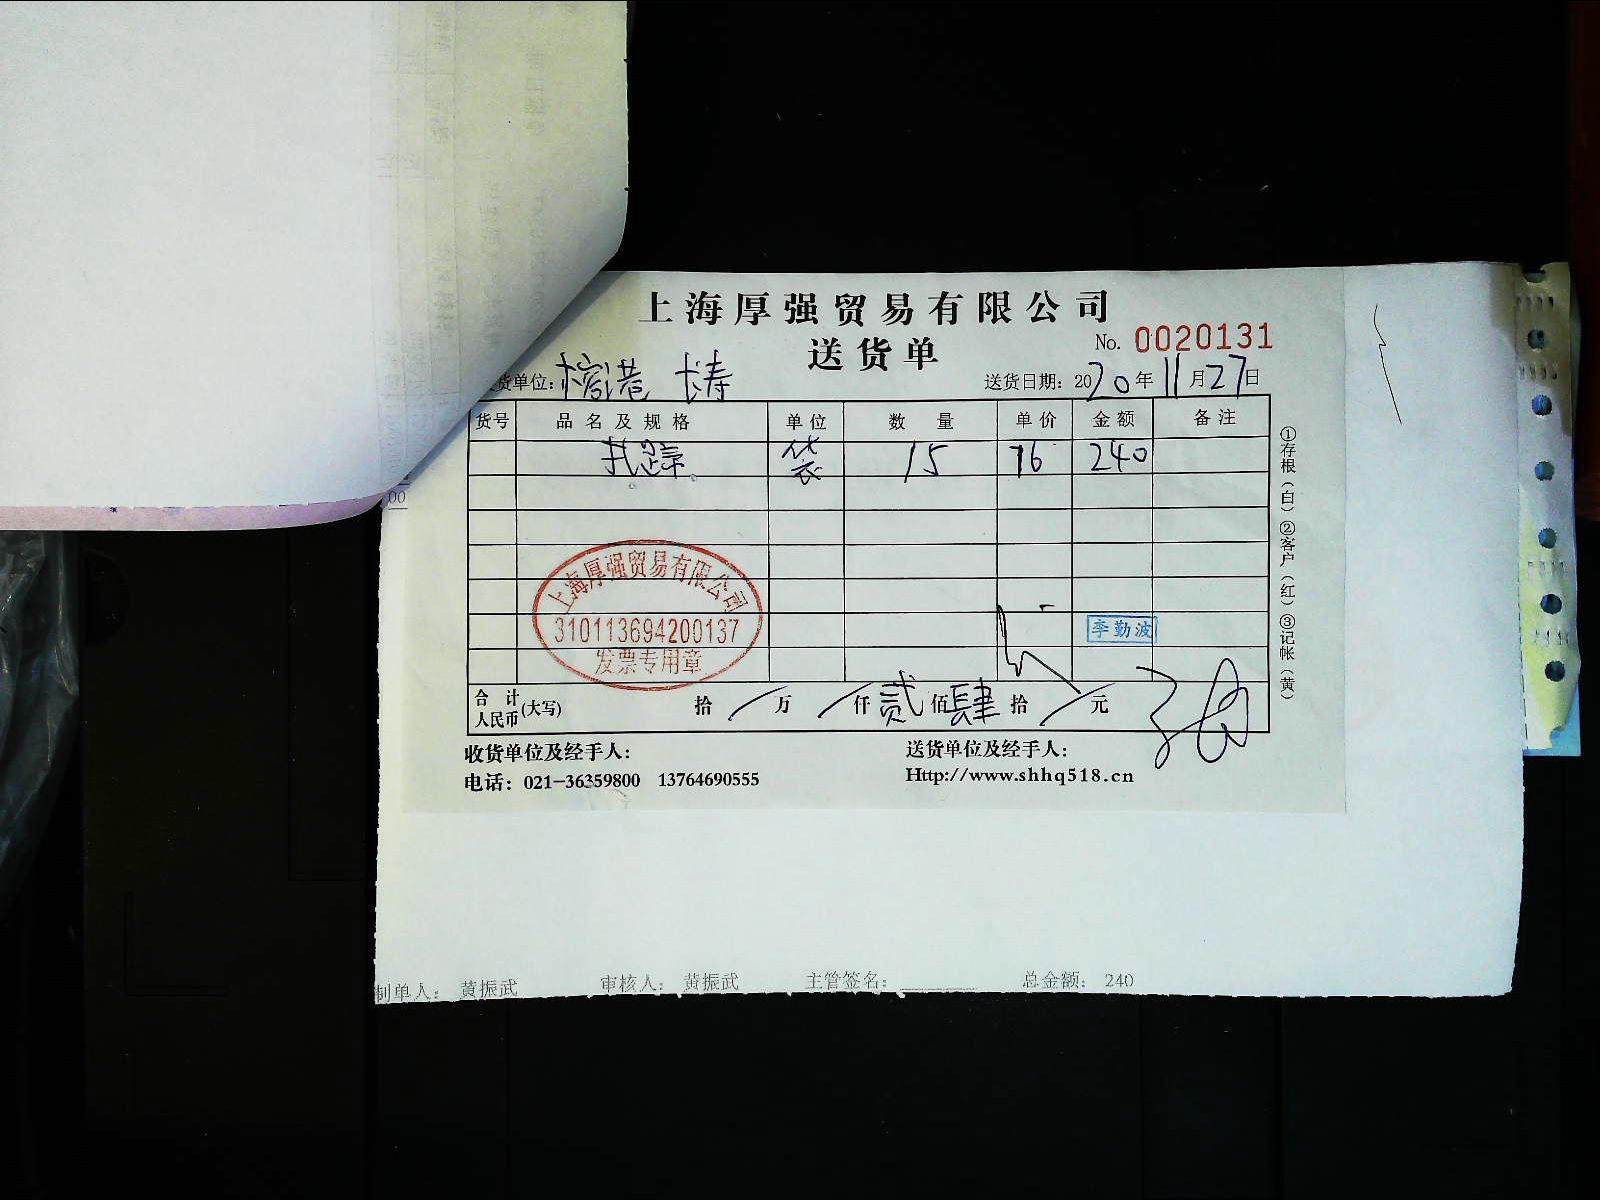 上海厚强贸易有限公司
送货单
No. 0020131
货单位:
送货日期: 2020年11月27日
货号 品名及规格 单位 数量 单价 金额 备注
袋 15 16 240
上海厚强贸易有限公司
310113694200137
发票专用章
李勤波
合计人民币(大写) 拾 / 万 / 仟 贰 佰 肆 拾 / 元
①存根(白)②客户(红)③记帐(黄)
收货单位及经手人: 送货单位及经手人:
电话: 021-36359800 13764690555 Http://www.shhq518.cn
00
制单人: 黄振武 审核人: 黄振武 主管签名: 总金额: 240